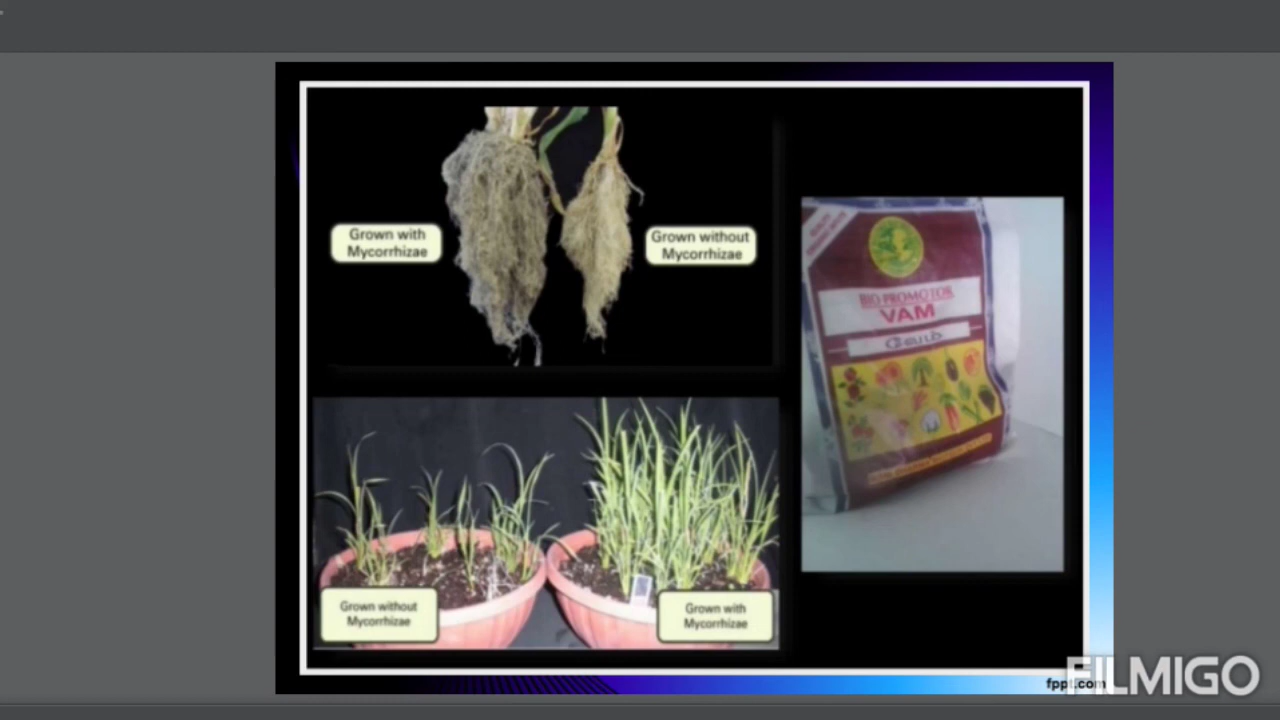 Grown with
Mycorrhizae
Grown without
Mycorrhizae
BIO PROMOTOR
VAM
Grown without
Mycorrhizae
Grown with
Mycorrhizae
fppt.com
FILMIGO